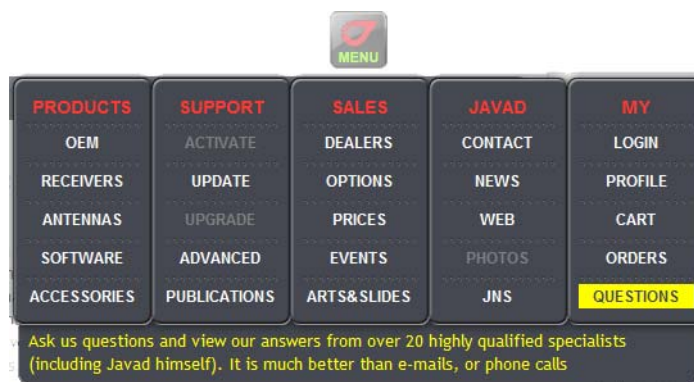 MENU
PRODUCTS SUPPORT SALES JAVAD MY
OEM ACTIVATE DEALERS CONTACT LOGIN
RECEIVERS UPDATE OPTIONS NEWS PROFILE
ANTENNAS UPGRADE PRICES WEB CART
SOFTWARE ADVANCED EVENTS PHOTOS ORDERS
ACCESSORIES PUBLICATIONS ARTS&SLIDES JNS QUESTIONS
Ask us questions and view our answers from over 20 highly qualified specialists
(including Javad himself). It is much better than e-mails, or phone calls